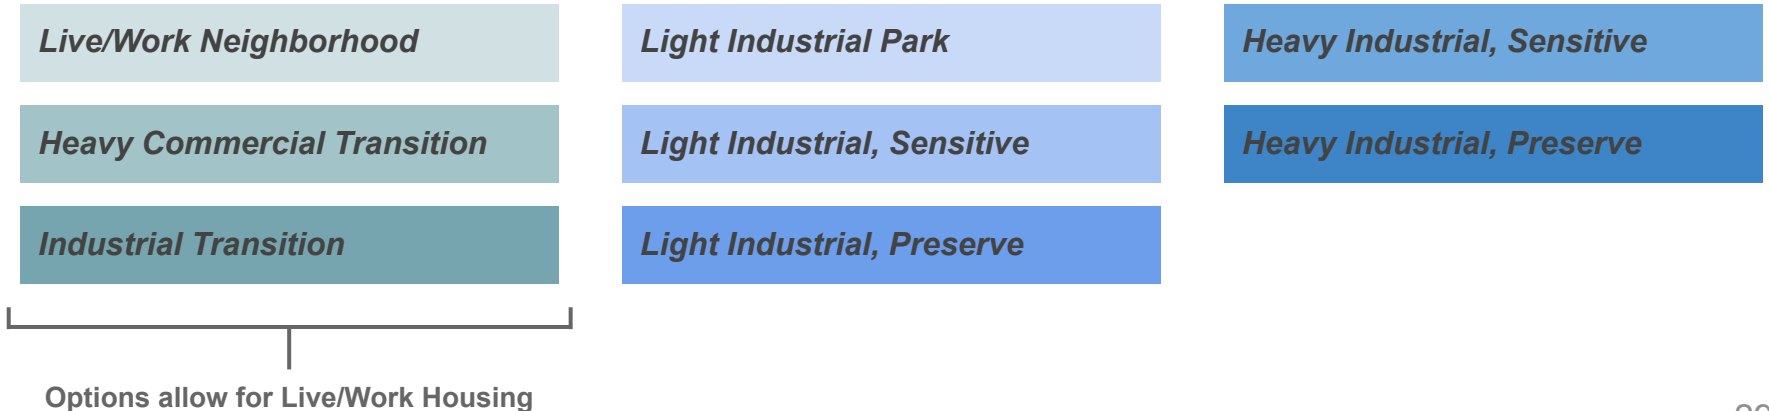 Live/Work Neighborhood
Heavy Commercial Transition
Industrial Transition
Options allow for Live/Work Housing
Light Industrial Park
Light Industrial, Sensitive
Light Industrial, Preserve
Heavy Industrial, Sensitive
Heavy Industrial, Preserve